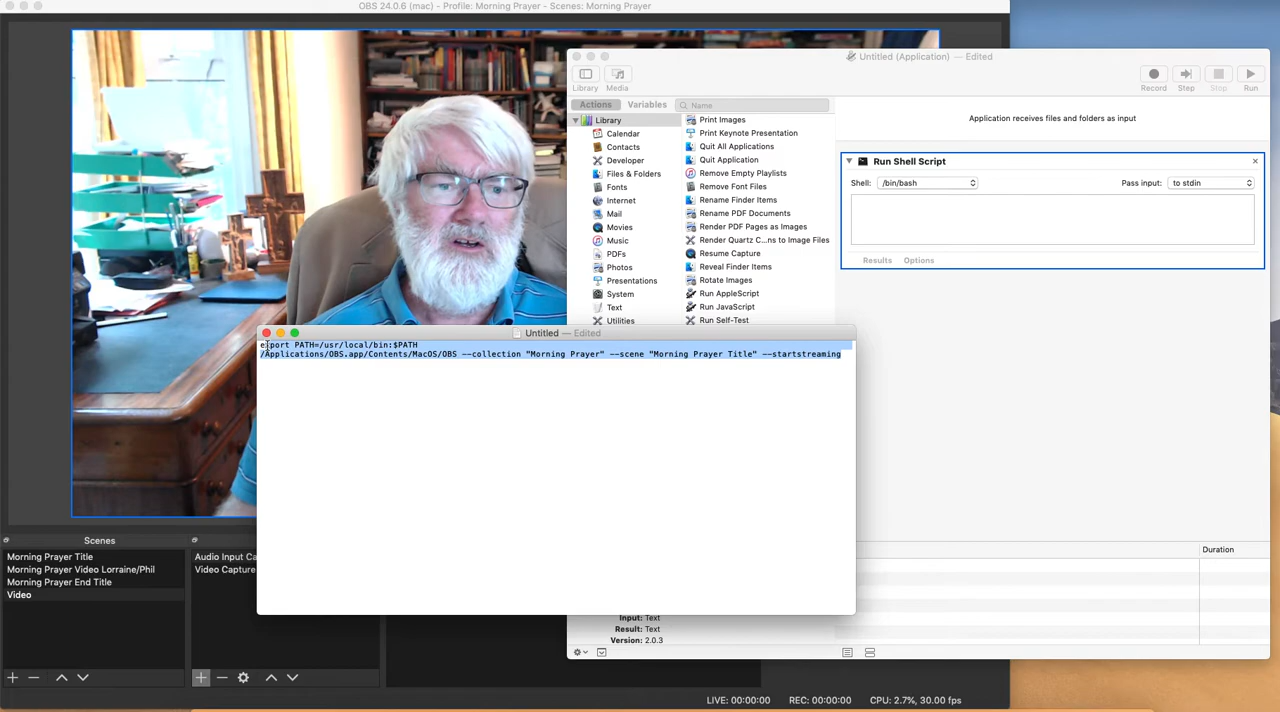 OBS 24.0.6 (mac) - Profile: Morning Prayer - Scenes: Morning Prayer
Untitled (Application) — Edited
Library
Media
Record
Step
Stop
Run
Actions
Variables
Name
Library
Calendar
Contacts
Developer
Files & Folders
Fonts
Internet
Mail
Movies
Music
PDFs
Photos
Presentations
System
Text
Utilities
Print Images
Print Keynote Presentation
Quit All Applications
Quit Application
Remove Empty Playlists
Remove Font Files
Rename Finder Items
Rename PDF Documents
Render PDF Pages as Images
Render Quartz C...ns to Image Files
Resume Capture
Reveal Finder Items
Rotate Images
Run AppleScript
Run JavaScript
Run Self-Test
Application receives files and folders as input
Run Shell Script
Shell: /bin/bash
Pass input: to stdin
Results
Options
Untitled — Edited
export PATH=/usr/local/bin:$PATH
/Applications/OBS.app/Contents/MacOS/OBS --collection "Morning Prayer" --scene "Morning Prayer Title" --startstreaming
Duration
Input: Text
Result: Text
Version: 2.0.3
Scenes
Morning Prayer Title
Morning Prayer Video Lorraine/Phil
Morning Prayer End Title
Video
Audio Input Ca
Video Capture
LIVE: 00:00:00
REC: 00:00:00
CPU: 2.7%, 30.00 fps